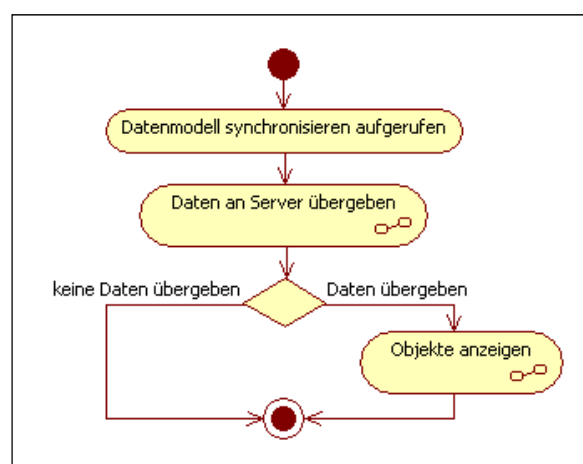 Datenmodell synchronisieren aufgerufen
Daten an Server übergeben
keine Daten übergeben
Daten übergeben
Objekte anzeigen